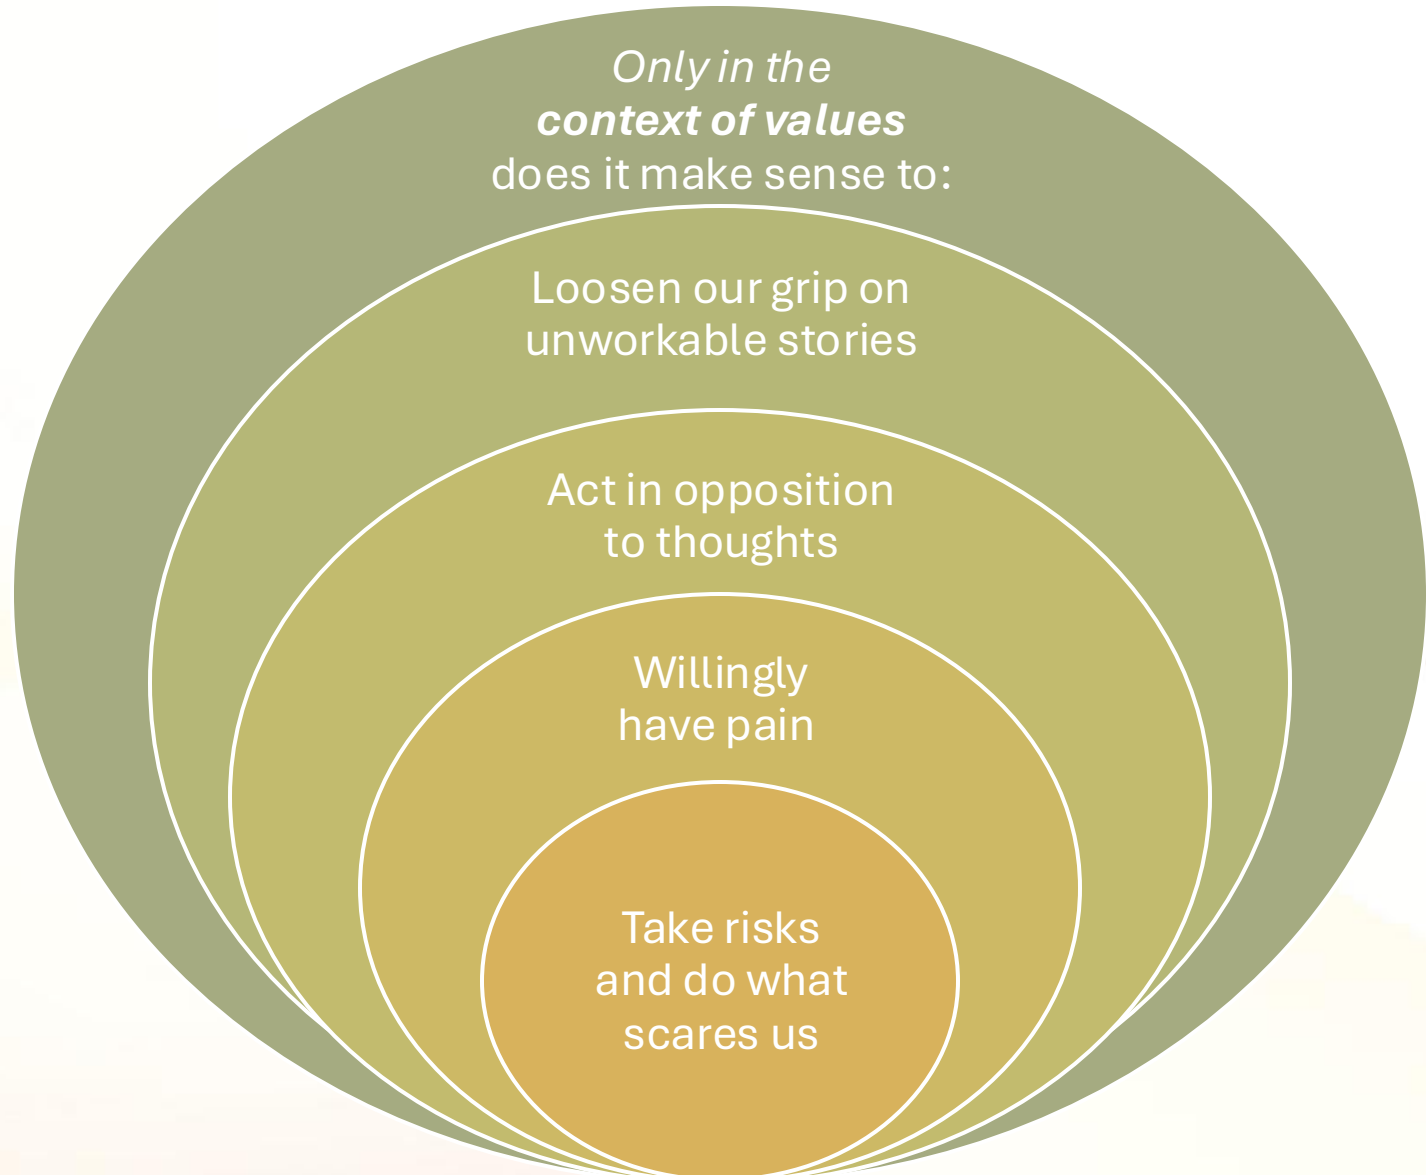 Only in the
context of values
does it make sense to:
Loosen our grip on
unworkable stories
Act in opposition
to thoughts
Willingly
have pain
Take risks
and do what
scares us